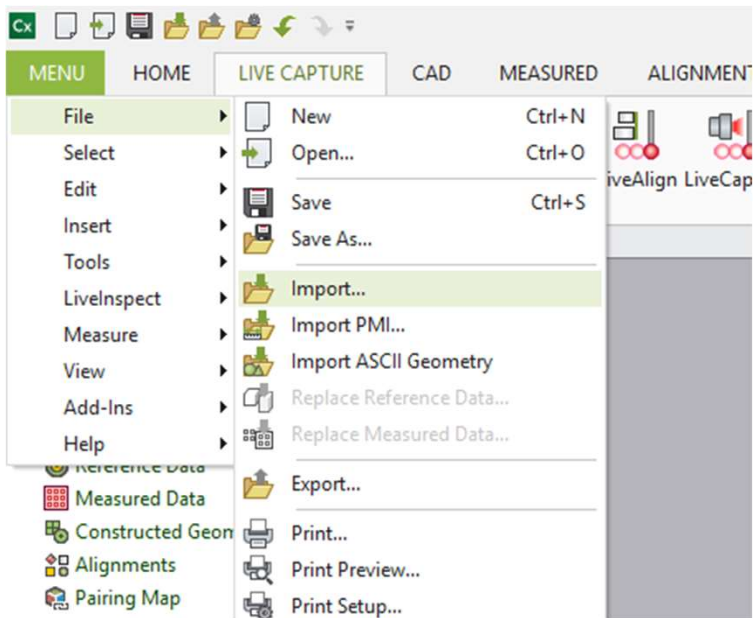 Cx
MENU HOME LIVE CAPTURE CAD MEASURED ALIGNMENT
File
Select
Edit
Insert
Tools
LiveInspect
Measure
View
Add-Ins
Help
New Ctrl+N
Open... Ctrl+O
Save Ctrl+S
Save As...
Import...
Import PMI...
Import ASCII Geometry
Replace Reference Data...
Replace Measured Data...
Export...
Print...
Print Preview...
Print Setup...
iveAlign LiveCap
Reference Data
Measured Data
Constructed Geom
Alignments
Pairing Map